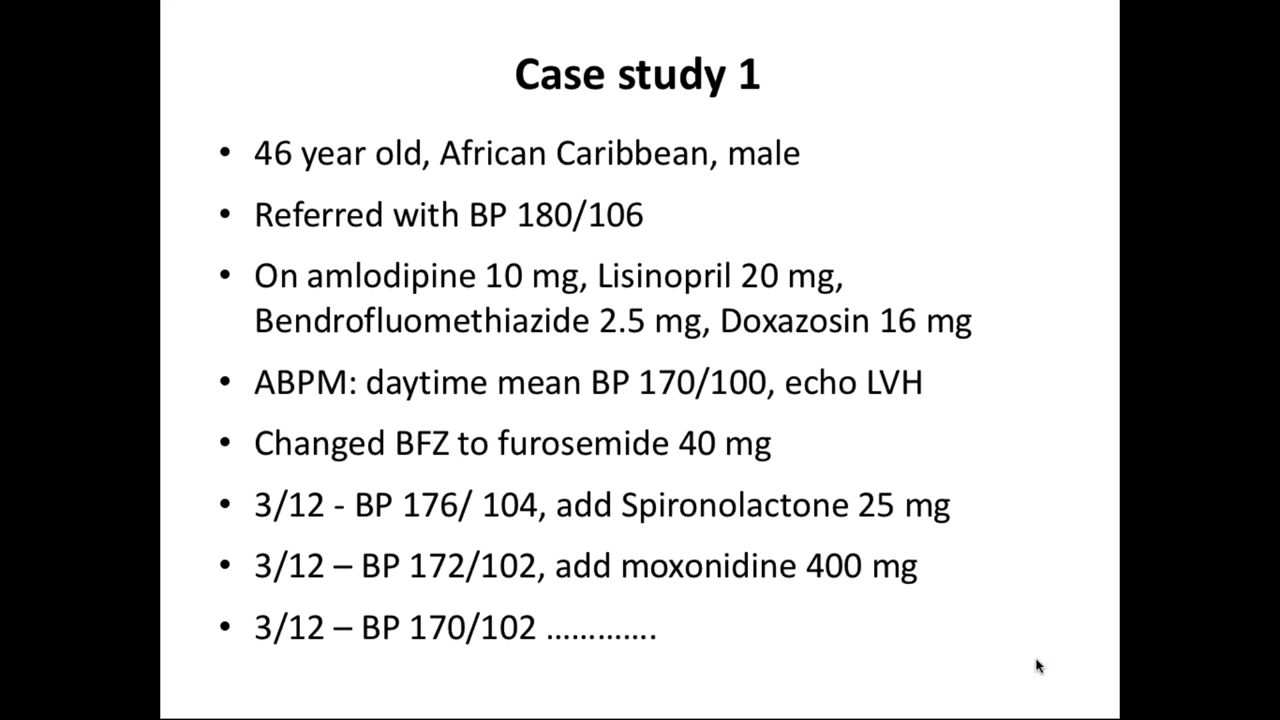 Case study 1
• 46 year old, African Caribbean, male
• Referred with BP 180/106
• On amlodipine 10 mg, Lisinopril 20 mg,
Bendrofluomethiazide 2.5 mg, Doxazosin 16 mg
• ABPM: daytime mean BP 170/100, echo LVH
• Changed BFZ to furosemide 40 mg
• 3/12 - BP 176/ 104, add Spironolactone 25 mg
• 3/12 – BP 172/102, add moxonidine 400 mg
• 3/12 – BP 170/102 ………….